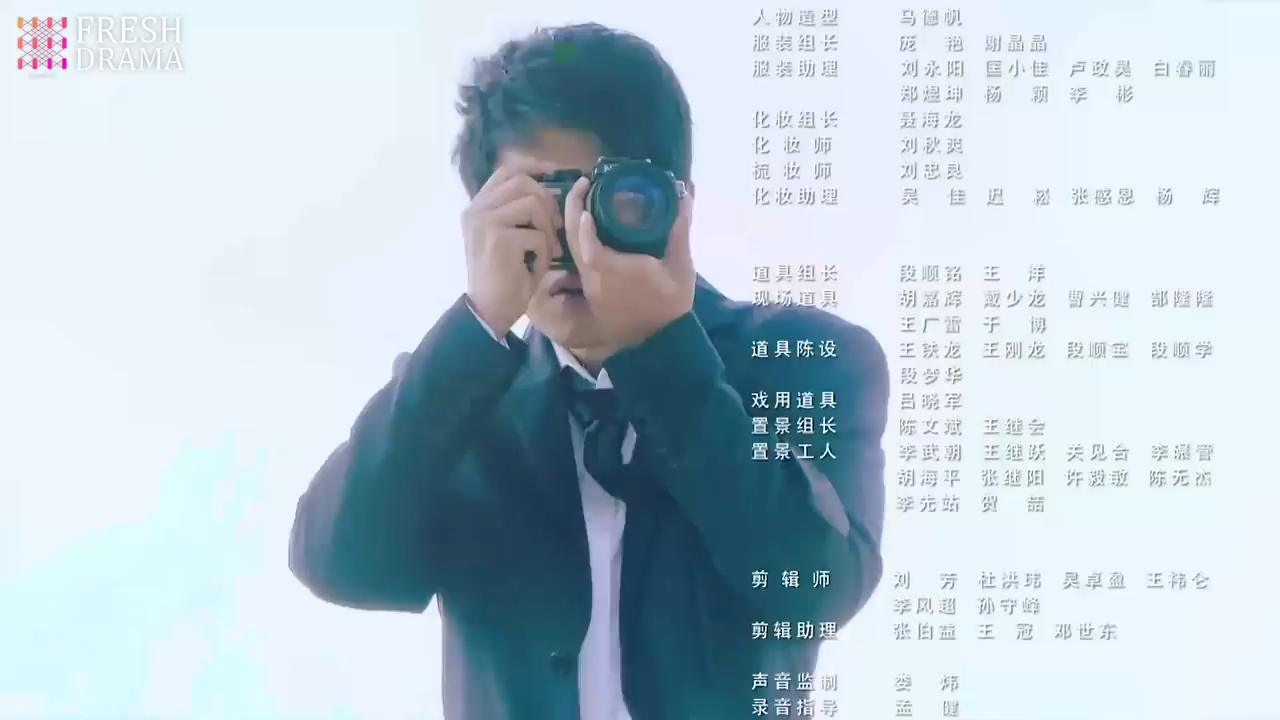 FRESH
DRAMA
人物造型 马德帆
服装组长 庞 艳 谢晶晶
服装助理 刘永阳 匡小佳 卢政昊 白春丽
郑煜坤 杨 颖 李 彬
化妆组长 聂海龙
化妆师 刘秋爽
梳妆师 刘忠良
化妆助理 吴 佳 迟 崧 张感恩 杨 辉
道具组长 段顺铭 王 洋
现场道具 胡嘉辉 戴少龙 曹兴健 郜隆隆
王广雷 于 博
道具陈设 王铁龙 王刚龙 段顺宝 段顺学
段梦华
戏用道具 吕晓军
置景组长 陈文斌 王继会
置景工人 李武朝 王继跃 关见合
胡海平 张继阳 许毅敏 陈无杰
李先站 贺 喆
剪辑师 刘 芳 杜洪玮 吴卓盈 王祎仑
李风超 孙守峰
剪辑助理 张伯益 王 冠 邓世东
声音监制 娄 炜
录音指导 孟 健